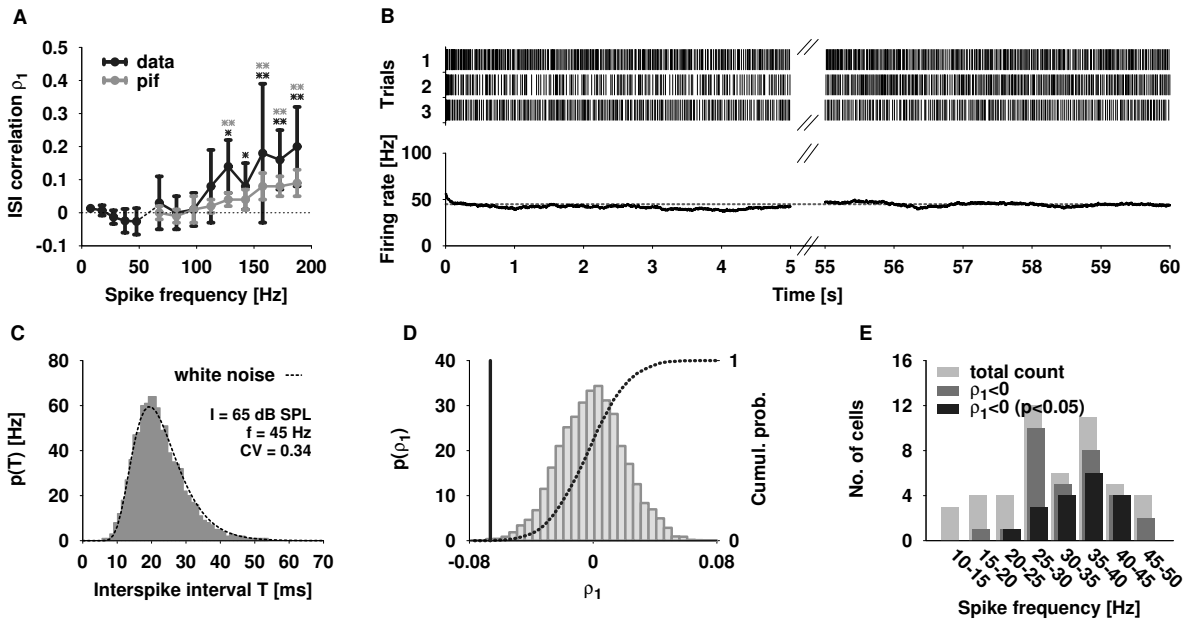 A
ISI correlation ρ1
0.5
0.4
0.3
0.2
0.1
0
-0.1
data
pif
** ** **
* * ** ** **
0 50 100 150 200
Spike frequency [Hz]
B
Trials
1
2
3
Firing rate [Hz]
100
50
0
0 1 2 3 4 5 55 56 57 58 59 60
Time [s]
C
p(T) [Hz]
80
60
40
20
0
white noise
I = 65 dB SPL
f = 45 Hz
CV = 0.34
0 10 20 30 40 50 60 70
Interspike interval T [ms]
D
p(ρ1)
40
30
20
10
0
1
0
Cumul. prob.
-0.08 0 0.08
ρ1
E
No. of cells
16
12
8
4
0
total count
ρ1<0
ρ1<0 (p<0.05)
10-15 15-20 20-25 25-30 30-35 35-40 40-45 45-50
Spike frequency [Hz]